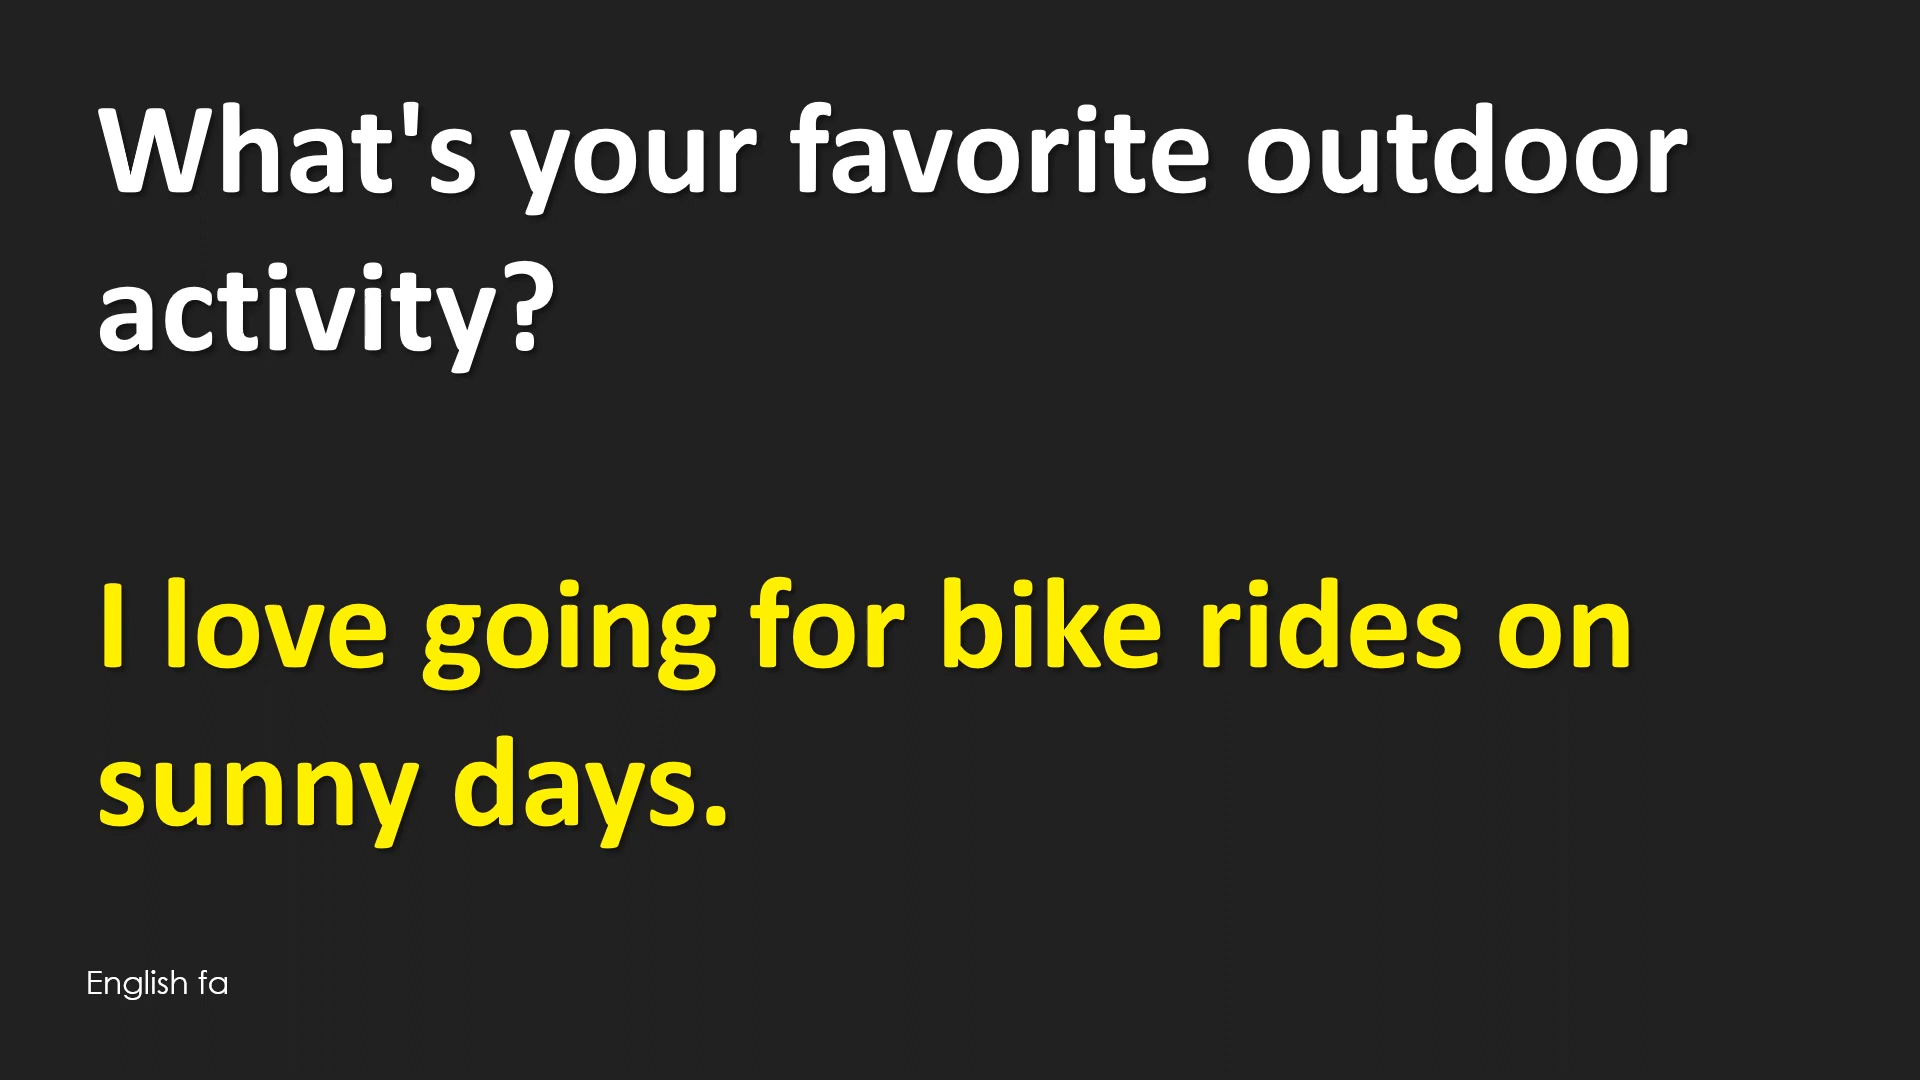 What's your favorite outdoor
activity?
I love going for bike rides on
sunny days.
English fa